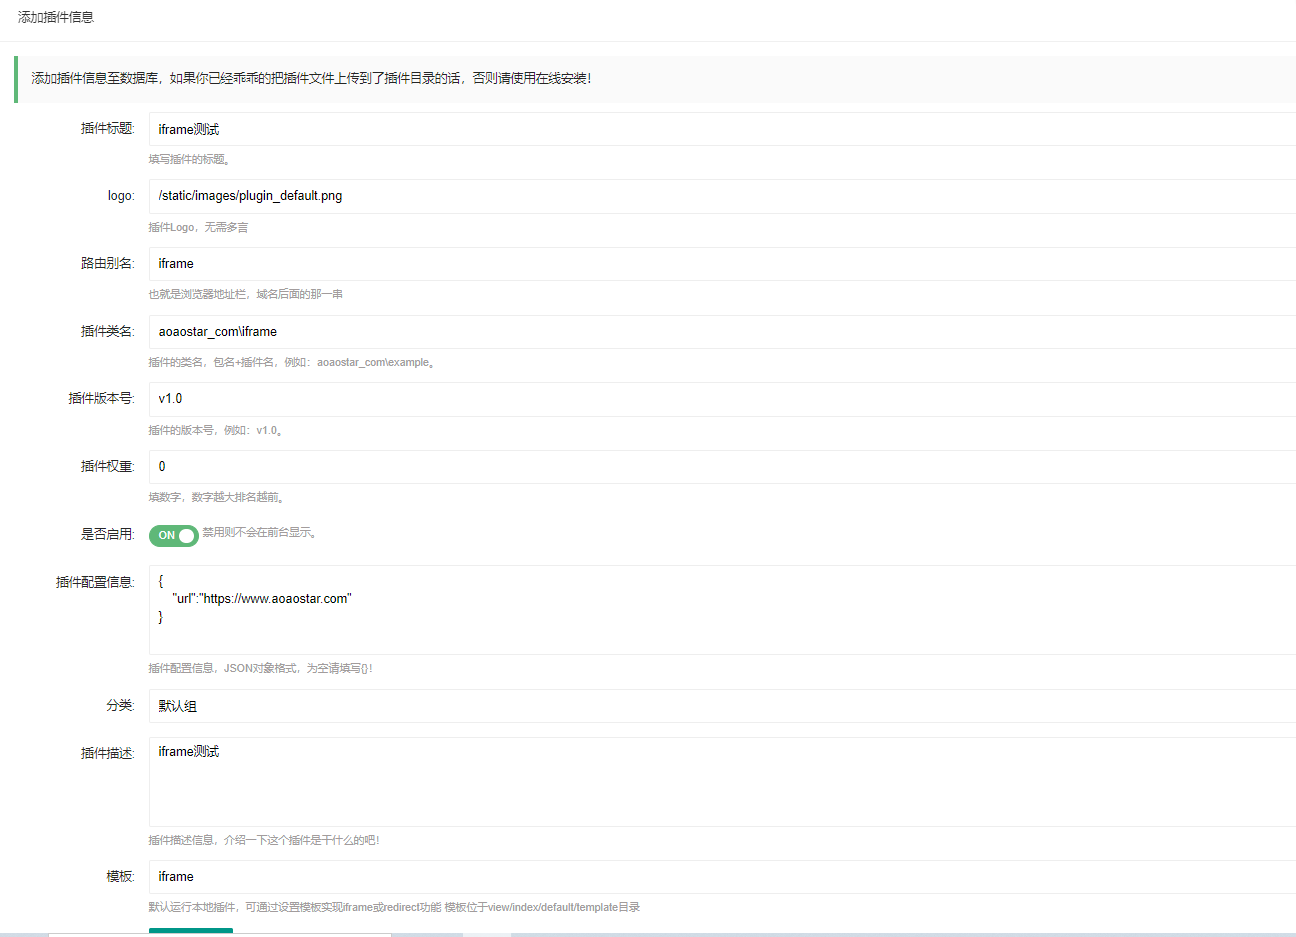 添加插件信息
添加插件信息至数据库，如果你已经乖乖的把插件文件上传到了插件目录的话，否则请使用在线安装！
插件标题: iframe测试
填写插件的标题。
logo: /static/images/plugin_default.png
插件Logo，无需多言
路由别名: iframe
也就是浏览器地址栏，域名后面的那一串
插件类名: aoaostar_com\iframe
插件的类名，包名+插件名，例如：aoaostar_com\example。
插件版本号: v1.0
插件的版本号，例如：v1.0。
插件权重: 0
填数字，数字越大排名越前。
是否启用: ON 禁用则不会在前台显示。
插件配置信息: {
"url":"https://www.aoaostar.com"
}
插件配置信息，JSON对象格式，为空请填写{}！
分类: 默认组
插件描述: iframe测试
插件描述信息，介绍一下这个插件是干什么的吧！
模板: iframe
默认运行本地插件，可通过设置模板实现iframe或redirect功能 模板位于view/index/default/template目录